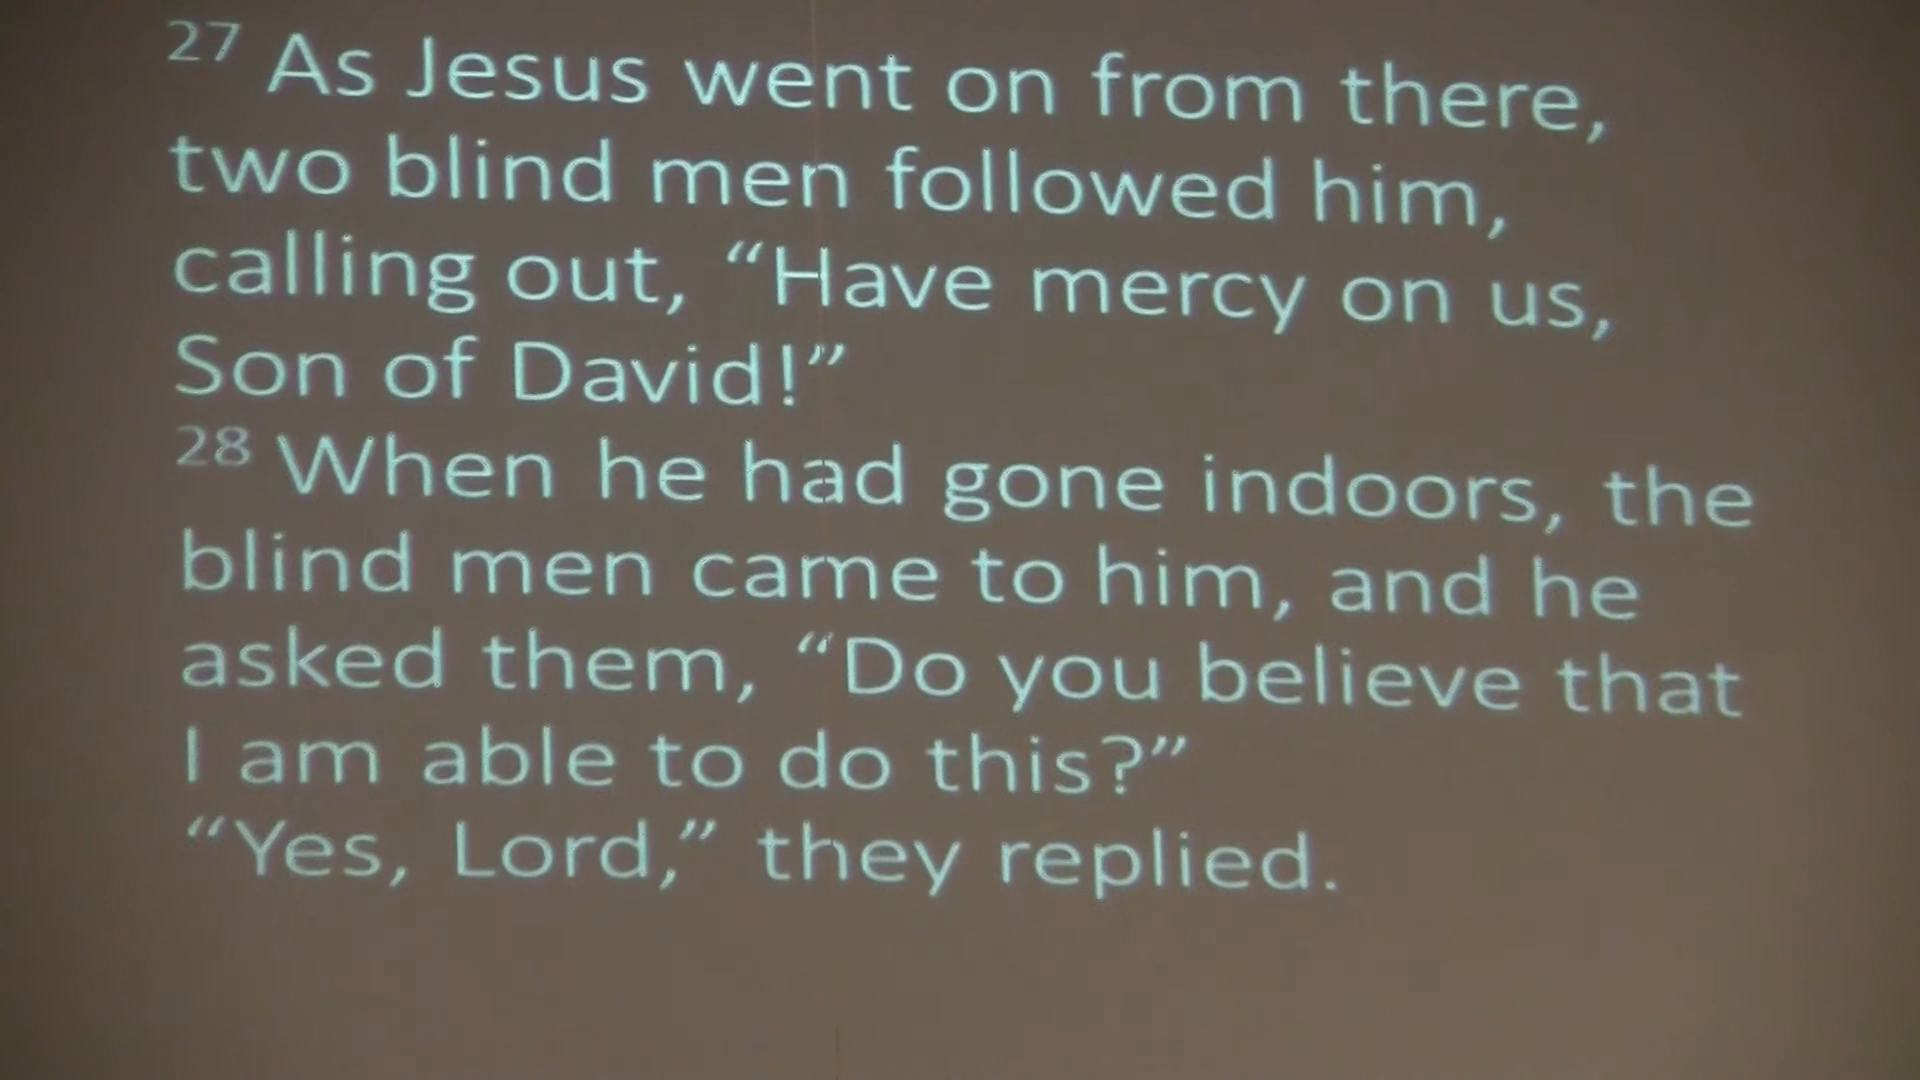 27 As Jesus went on from there,
two blind men followed him,
calling out, “Have mercy on us,
Son of David!”
28 When he had gone indoors, the
blind men came to him, and he
asked them, “Do you believe that
I am able to do this?”
“Yes, Lord,” they replied.